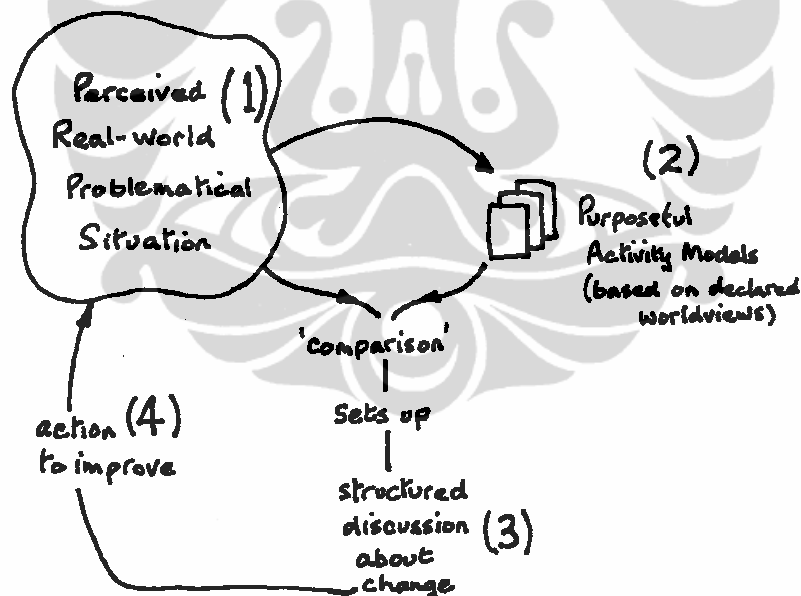 Perceived (1)
Real-world
Problematical
Situation
(2)
Purposeful
Activity Models
(based on declared
worldviews)
'comparison'
Sets up
structured
discussion (3)
about
change
action (4)
to improve